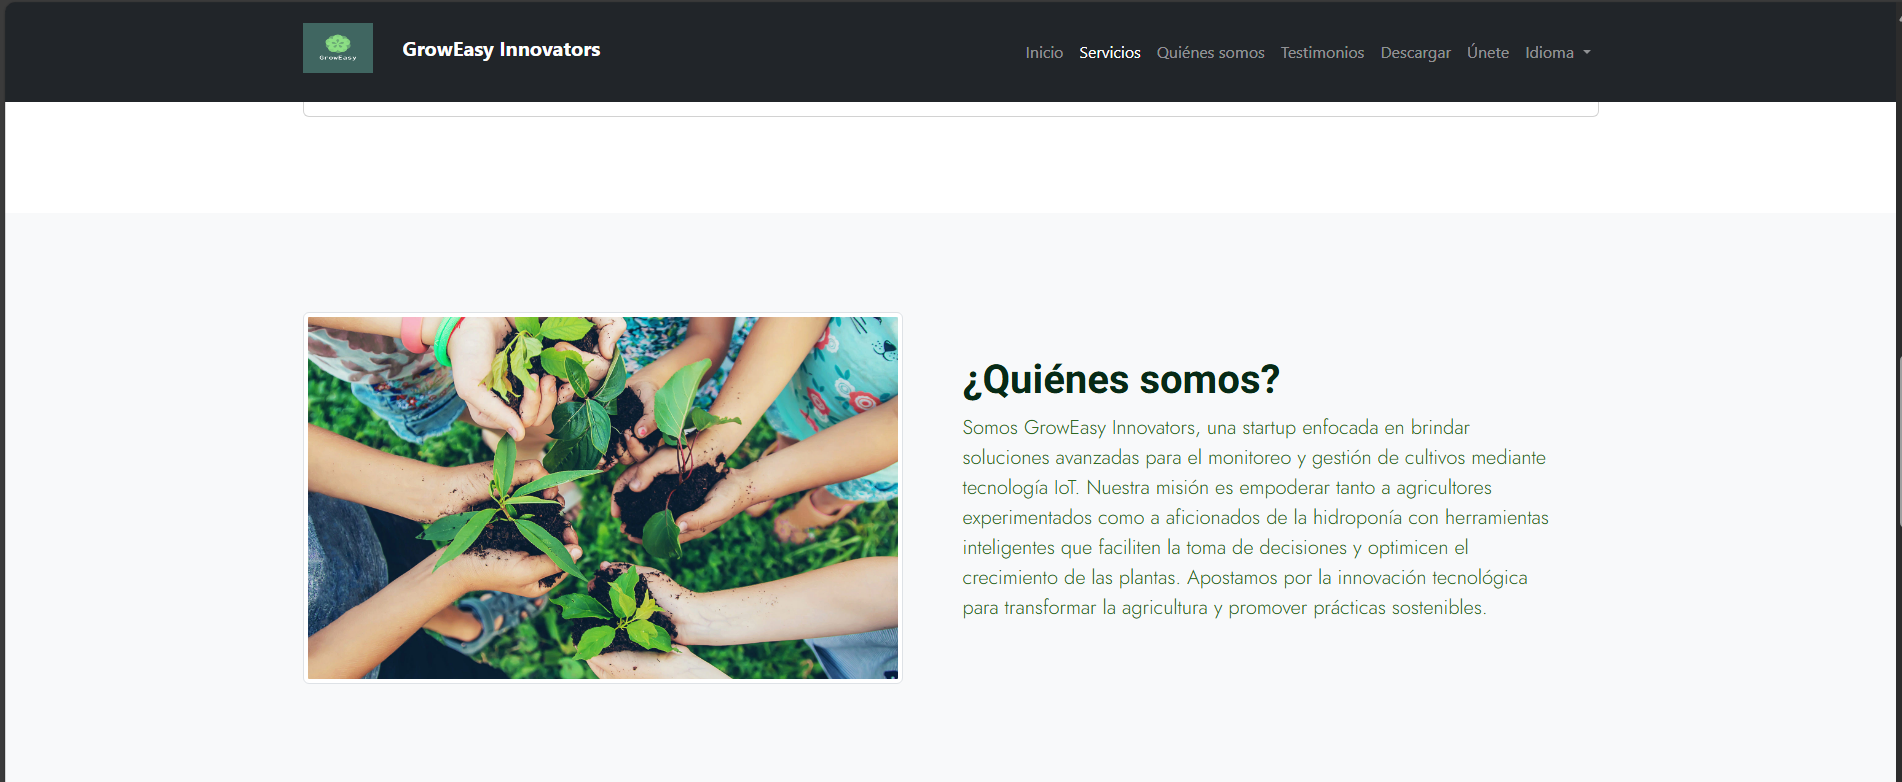 GrowEasy
GrowEasy Innovators
Inicio Servicios Quiénes somos Testimonios Descargar Únete Idioma
¿Quiénes somos?
Somos GrowEasy Innovators, una startup enfocada en brindar
soluciones avanzadas para el monitoreo y gestión de cultivos mediante
tecnología IoT. Nuestra misión es empoderar tanto a agricultores
experimentados como a aficionados de la hidroponía con herramientas
inteligentes que faciliten la toma de decisiones y optimicen el
crecimiento de las plantas. Apostamos por la innovación tecnológica
para transformar la agricultura y promover prácticas sostenibles.